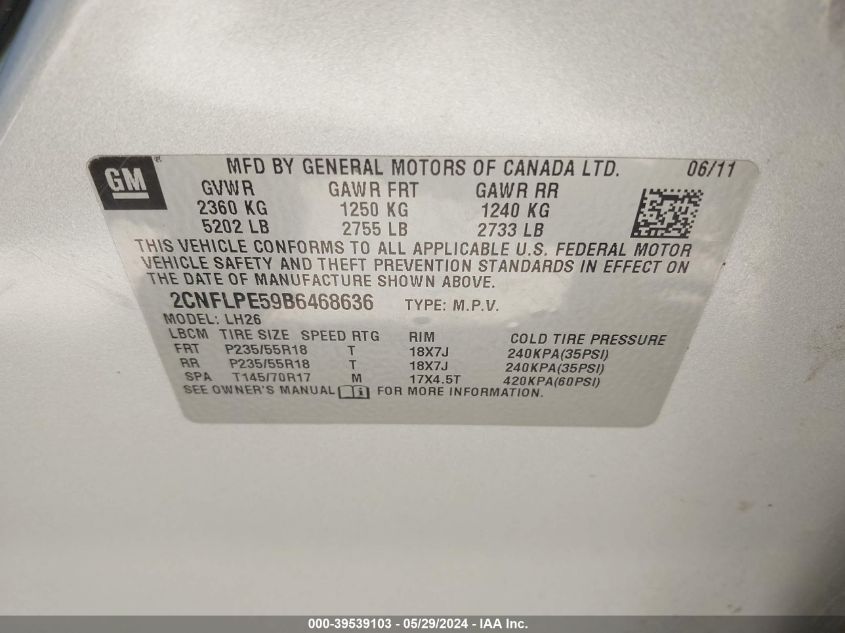 GM
MFD BY GENERAL MOTORS OF CANADA LTD. 06/11
GVWR GAWR FRT GAWR RR
2360 KG 1250 KG 1240 KG
5202 LB 2755 LB 2733 LB
THIS VEHICLE CONFORMS TO ALL APPLICABLE U.S. FEDERAL MOTOR
VEHICLE SAFETY AND THEFT PREVENTION STANDARDS IN EFFECT ON
THE DATE OF MANUFACTURE SHOWN ABOVE.
2CNFLPE59B6468636 TYPE: M.P.V.
MODEL: LH26
LBCM TIRE SIZE SPEED RTG RIM COLD TIRE PRESSURE
FRT P235/55R18 T 18X7J 240KPA(35PSI)
RR P235/55R18 T 18X7J 240KPA(35PSI)
SPA T145/70R17 M 17X4.5T 420KPA(60PSI)
SEE OWNER'S MANUAL FOR MORE INFORMATION.
000-39539103 - 05/29/2024 - IAA Inc.